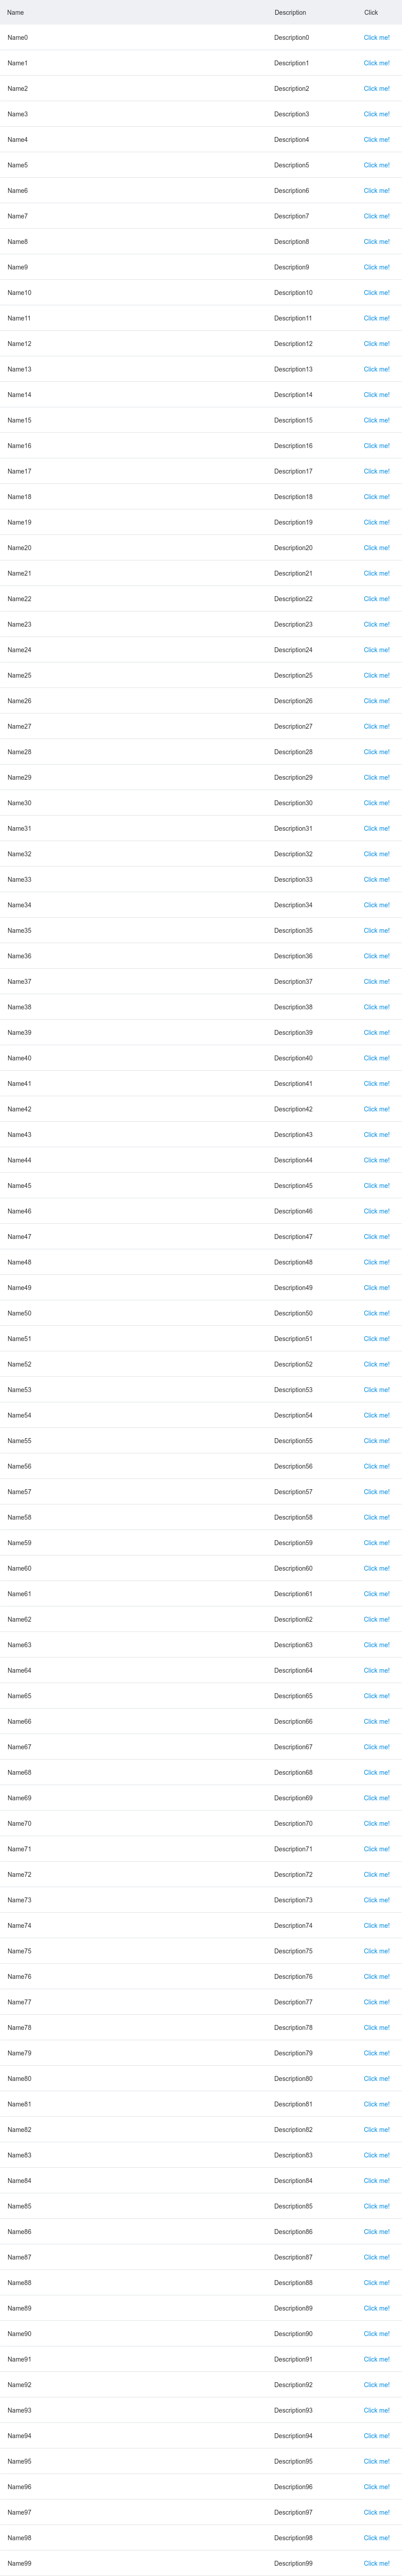 Name Description Click
Name0 Description0 Click me!
Name1 Description1 Click me!
Name2 Description2 Click me!
Name3 Description3 Click me!
Name4 Description4 Click me!
Name5 Description5 Click me!
Name6 Description6 Click me!
Name7 Description7 Click me!
Name8 Description8 Click me!
Name9 Description9 Click me!
Name10 Description10 Click me!
Name11 Description11 Click me!
Name12 Description12 Click me!
Name13 Description13 Click me!
Name14 Description14 Click me!
Name15 Description15 Click me!
Name16 Description16 Click me!
Name17 Description17 Click me!
Name18 Description18 Click me!
Name19 Description19 Click me!
Name20 Description20 Click me!
Name21 Description21 Click me!
Name22 Description22 Click me!
Name23 Description23 Click me!
Name24 Description24 Click me!
Name25 Description25 Click me!
Name26 Description26 Click me!
Name27 Description27 Click me!
Name28 Description28 Click me!
Name29 Description29 Click me!
Name30 Description30 Click me!
Name31 Description31 Click me!
Name32 Description32 Click me!
Name33 Description33 Click me!
Name34 Description34 Click me!
Name35 Description35 Click me!
Name36 Description36 Click me!
Name37 Description37 Click me!
Name38 Description38 Click me!
Name39 Description39 Click me!
Name40 Description40 Click me!
Name41 Description41 Click me!
Name42 Description42 Click me!
Name43 Description43 Click me!
Name44 Description44 Click me!
Name45 Description45 Click me!
Name46 Description46 Click me!
Name47 Description47 Click me!
Name48 Description48 Click me!
Name49 Description49 Click me!
Name50 Description50 Click me!
Name51 Description51 Click me!
Name52 Description52 Click me!
Name53 Description53 Click me!
Name54 Description54 Click me!
Name55 Description55 Click me!
Name56 Description56 Click me!
Name57 Description57 Click me!
Name58 Description58 Click me!
Name59 Description59 Click me!
Name60 Description60 Click me!
Name61 Description61 Click me!
Name62 Description62 Click me!
Name63 Description63 Click me!
Name64 Description64 Click me!
Name65 Description65 Click me!
Name66 Description66 Click me!
Name67 Description67 Click me!
Name68 Description68 Click me!
Name69 Description69 Click me!
Name70 Description70 Click me!
Name71 Description71 Click me!
Name72 Description72 Click me!
Name73 Description73 Click me!
Name74 Description74 Click me!
Name75 Description75 Click me!
Name76 Description76 Click me!
Name77 Description77 Click me!
Name78 Description78 Click me!
Name79 Description79 Click me!
Name80 Description80 Click me!
Name81 Description81 Click me!
Name82 Description82 Click me!
Name83 Description83 Click me!
Name84 Description84 Click me!
Name85 Description85 Click me!
Name86 Description86 Click me!
Name87 Description87 Click me!
Name88 Description88 Click me!
Name89 Description89 Click me!
Name90 Description90 Click me!
Name91 Description91 Click me!
Name92 Description92 Click me!
Name93 Description93 Click me!
Name94 Description94 Click me!
Name95 Description95 Click me!
Name96 Description96 Click me!
Name97 Description97 Click me!
Name98 Description98 Click me!
Name99 Description99 Click me!